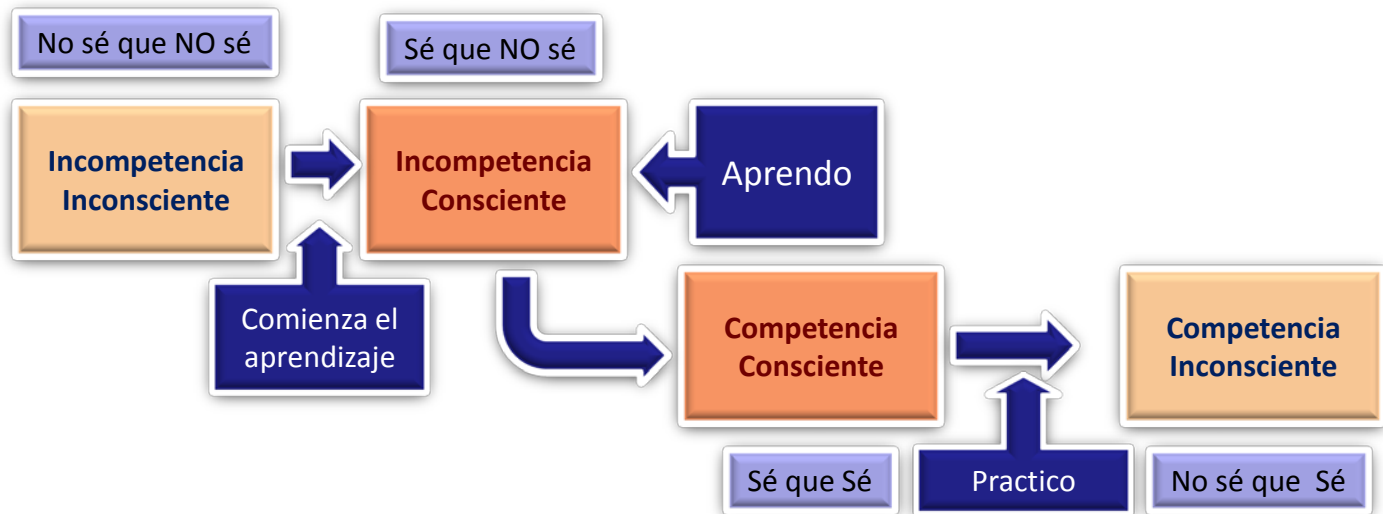 No sé que NO sé
Sé que NO sé
Incompetencia
Inconsciente
Incompetencia
Consciente
Aprendo
Comienza el
aprendizaje
Competencia
Consciente
Competencia
Inconsciente
Sé que Sé
Practico
No sé que Sé